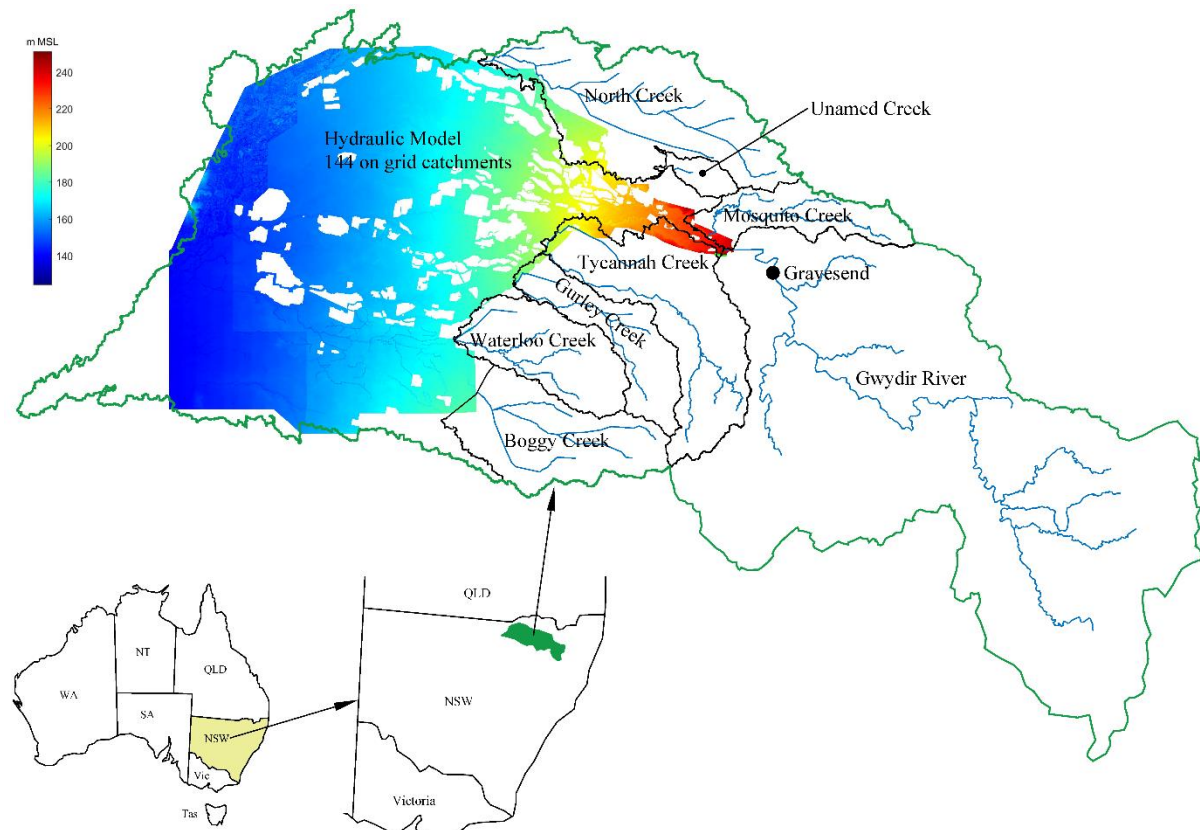 m MSL
240
220
200
180
160
140
Hydraulic Model
144 on grid catchments
North Creek
Unamed Creek
Mosquito Creek
Tycannah Creek
Gravesend
Gurley Creek
Waterloo Creek
Gwydir River
Boggy Creek
WA
NT
QLD
SA
NSW
Vic
Tas
QLD
NSW
Victoria